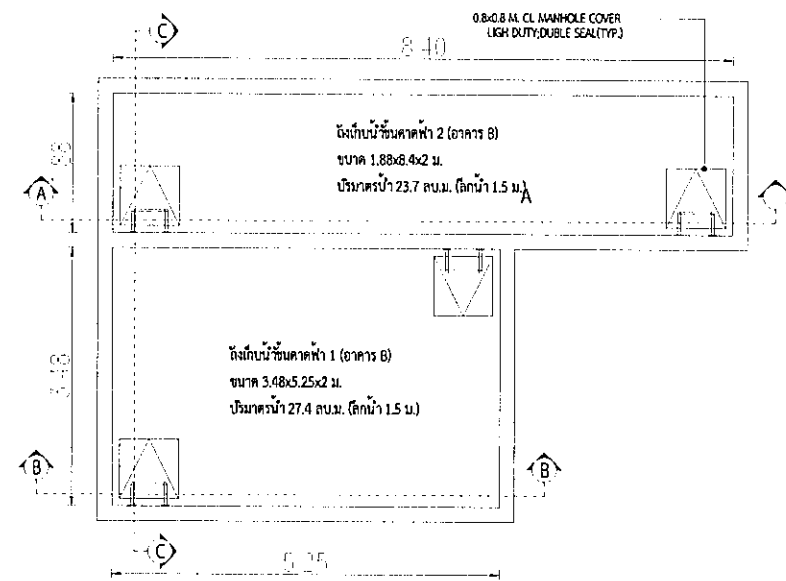 0.8x0.8 M. CL MANHOLE COVER
LIGH DUTY;DUBLE SEAL(TYP.)
C
8.40
ถังเก็บน้ำชั้นดาดฟ้า 2 (อาคาร B)
ขนาด 1.88x8.4x2 ม.
ปริมาตรน้ำ 23.7 ลบ.ม. (ลึกน้ำ 1.5 ม.)
A
A
3.48
ถังเก็บน้ำชั้นดาดฟ้า 1 (อาคาร B)
ขนาด 3.48x5.25x2 ม.
ปริมาตรน้ำ 27.4 ลบ.ม. (ลึกน้ำ 1.5 ม.)
B
B
C
5.25